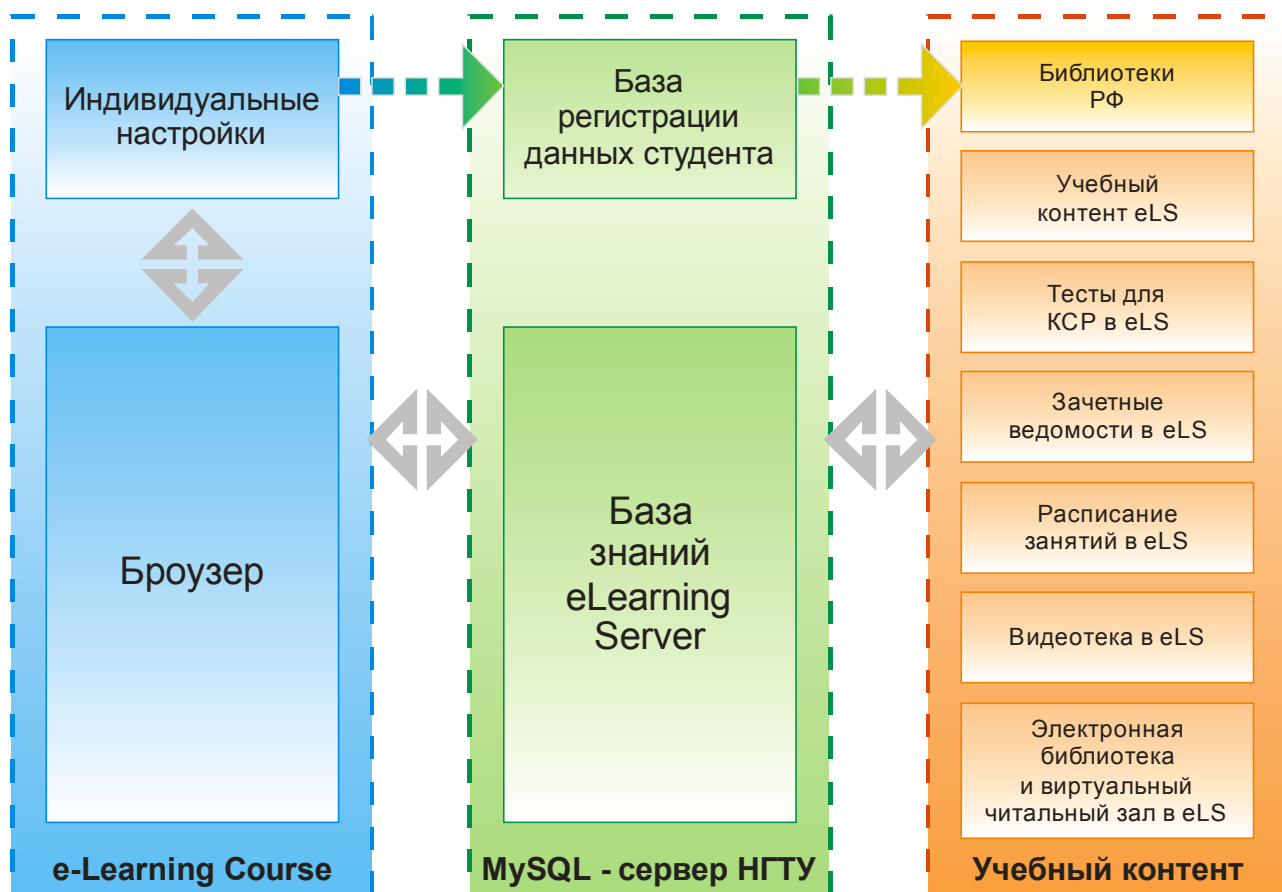 Индивидуальные
настройки
Броузер
e-Learning Course
База
регистрации
данных студента
База
знаний
eLearning
Server
MySQL - сервер НГТУ
Библиотеки
РФ
Учебный
контент eLS
Тесты для
КСР в eLS
Зачетные
ведомости в eLS
Расписание
занятий в eLS
Видеотека в eLS
Электронная
библиотека
и виртуальный
читальный зал в eLS
Учебный контент